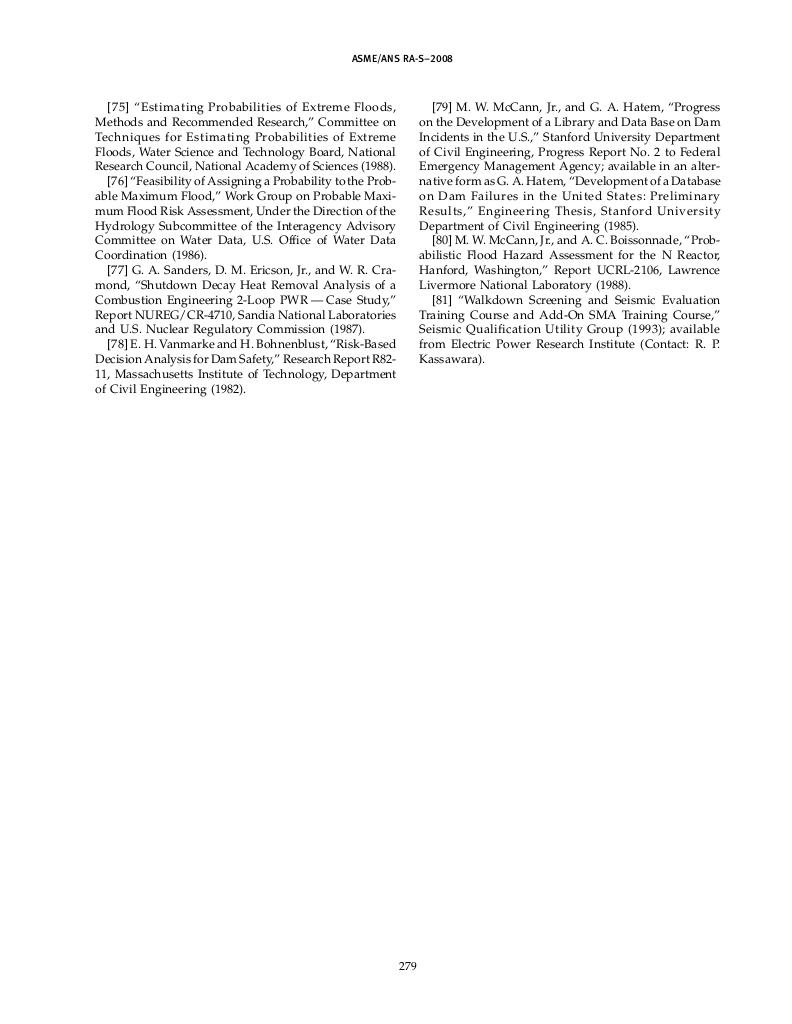 ASME/ANS RA-S–2008
[75] “Estimating Probabilities of Extreme Floods,
Methods and Recommended Research,” Committee on
Techniques for Estimating Probabilities of Extreme
Floods, Water Science and Technology Board, National
Research Council, National Academy of Sciences (1988).
[76] “Feasibility of Assigning a Probability to the Prob-
able Maximum Flood,” Work Group on Probable Maxi-
mum Flood Risk Assessment, Under the Direction of the
Hydrology Subcommittee of the Interagency Advisory
Committee on Water Data, U.S. Office of Water Data
Coordination (1986).
[77] G. A. Sanders, D. M. Ericson, Jr., and W. R. Cra-
mond, “Shutdown Decay Heat Removal Analysis of a
Combustion Engineering 2-Loop PWR — Case Study,”
Report NUREG/CR-4710, Sandia National Laboratories
and U.S. Nuclear Regulatory Commission (1987).
[78] E. H. Vanmarke and H. Bohnenblust, “Risk-Based
Decision Analysis for Dam Safety,” Research Report R82-
11, Massachusetts Institute of Technology, Department
of Civil Engineering (1982).
[79] M. W. McCann, Jr., and G. A. Hatem, “Progress
on the Development of a Library and Data Base on Dam
Incidents in the U.S.,” Stanford University Department
of Civil Engineering, Progress Report No. 2 to Federal
Emergency Management Agency; available in an alter-
native form as G. A. Hatem, “Development of a Database
on Dam Failures in the United States: Preliminary
Results,” Engineering Thesis, Stanford University
Department of Civil Engineering (1985).
[80] M. W. McCann, Jr., and A. C. Boissonnade, “Prob-
abilistic Flood Hazard Assessment for the N Reactor,
Hanford, Washington,” Report UCRL-2106, Lawrence
Livermore National Laboratory (1988).
[81] “Walkdown Screening and Seismic Evaluation
Training Course and Add-On SMA Training Course,”
Seismic Qualification Utility Group (1993); available
from Electric Power Research Institute (Contact: R. P.
Kassawara).
279